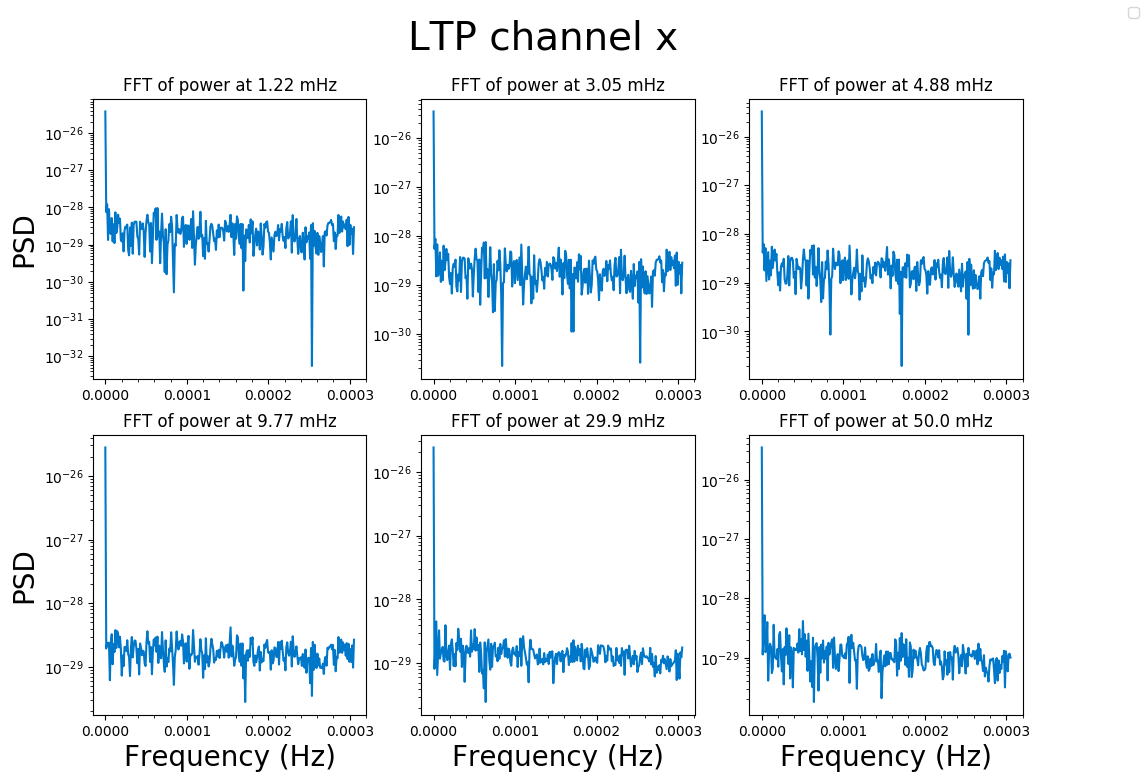 LTP channel x
FFT of power at 1.22 mHz
FFT of power at 3.05 mHz
FFT of power at 4.88 mHz
PSD
10⁻²⁶
10⁻²⁷
10⁻²⁸
10⁻²⁹
10⁻³⁰
10⁻³¹
10⁻³²
0.0000 0.0001 0.0002 0.0003
10⁻²⁶
10⁻²⁷
10⁻²⁸
10⁻²⁹
10⁻³⁰
0.0000 0.0001 0.0002 0.0003
10⁻²⁶
10⁻²⁷
10⁻²⁸
10⁻²⁹
10⁻³⁰
0.0000 0.0001 0.0002 0.0003
FFT of power at 9.77 mHz
FFT of power at 29.9 mHz
FFT of power at 50.0 mHz
PSD
10⁻²⁶
10⁻²⁷
10⁻²⁸
10⁻²⁹
0.0000 0.0001 0.0002 0.0003
Frequency (Hz)
10⁻²⁶
10⁻²⁷
10⁻²⁸
10⁻²⁹
0.0000 0.0001 0.0002 0.0003
Frequency (Hz)
10⁻²⁶
10⁻²⁷
10⁻²⁸
10⁻²⁹
0.0000 0.0001 0.0002 0.0003
Frequency (Hz)